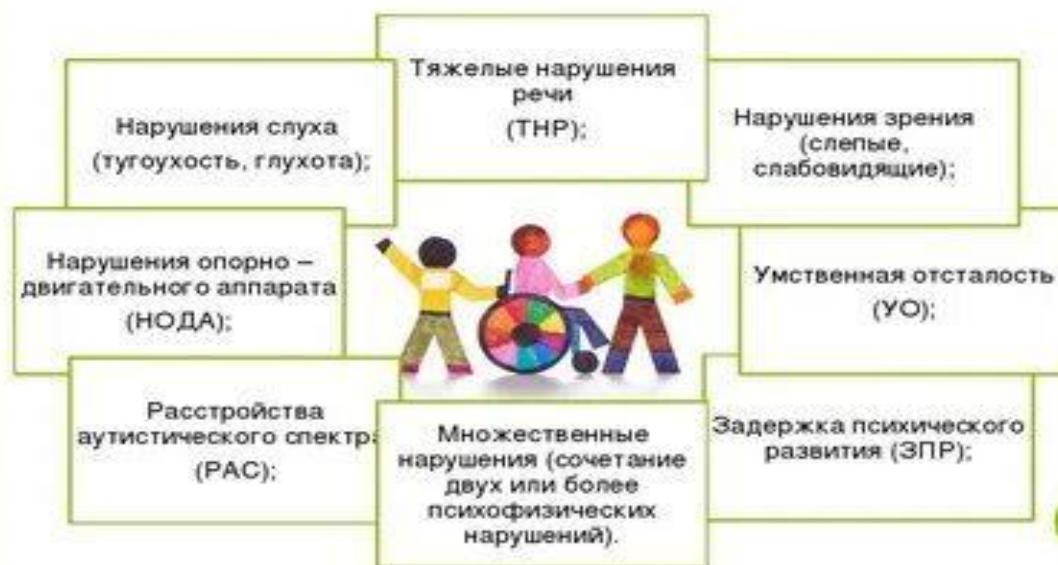 Тяжелые нарушения
речи
(ТНР);
Нарушения слуха
(тугоухость, глухота);
Нарушения зрения
(слепые,
слабовидящие);
Нарушения опорно –
двигательного аппарата
(НОДА);
Умственная отсталость
(УО);
Расстройства
аутистического спектра
(РАС);
Множественные
нарушения (сочетание
двух или более
психофизических
нарушений).
Задержка психического
развития (ЗПР);